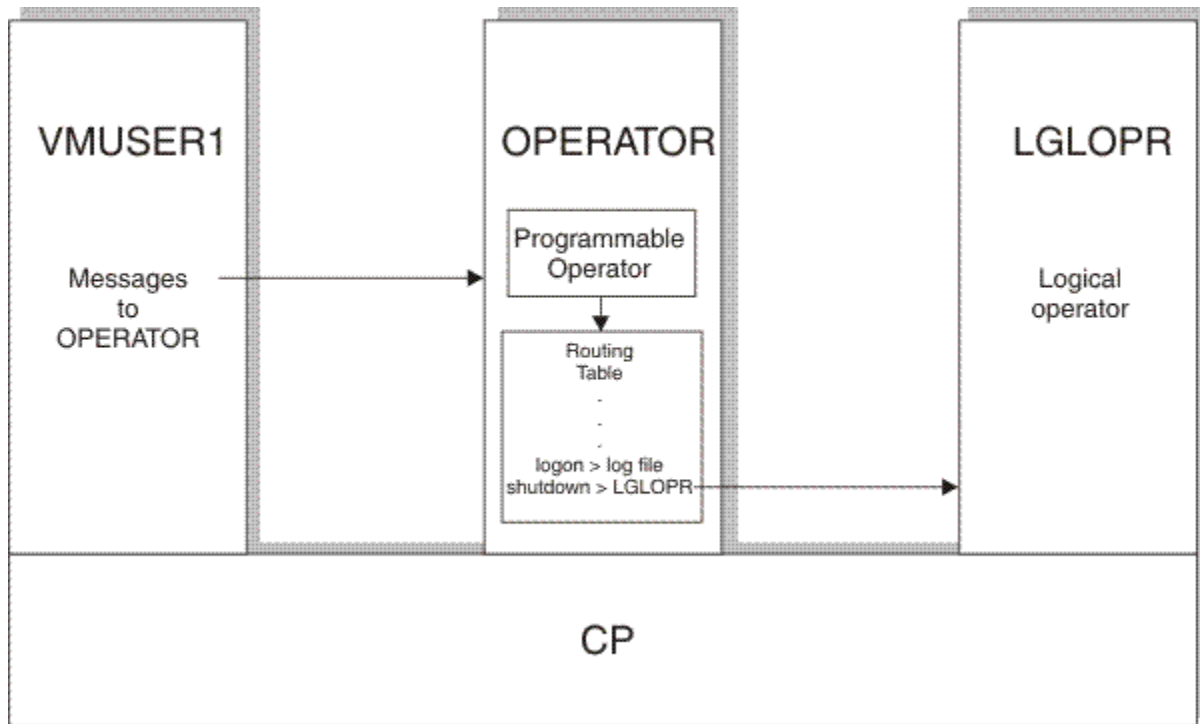 VMUSER1
Messages
to
OPERATOR
OPERATOR
Programmable
Operator
Routing
Table
.
.
.
logon > log file
shutdown > LGLOPR
LGLOPR
Logical
operator
CP